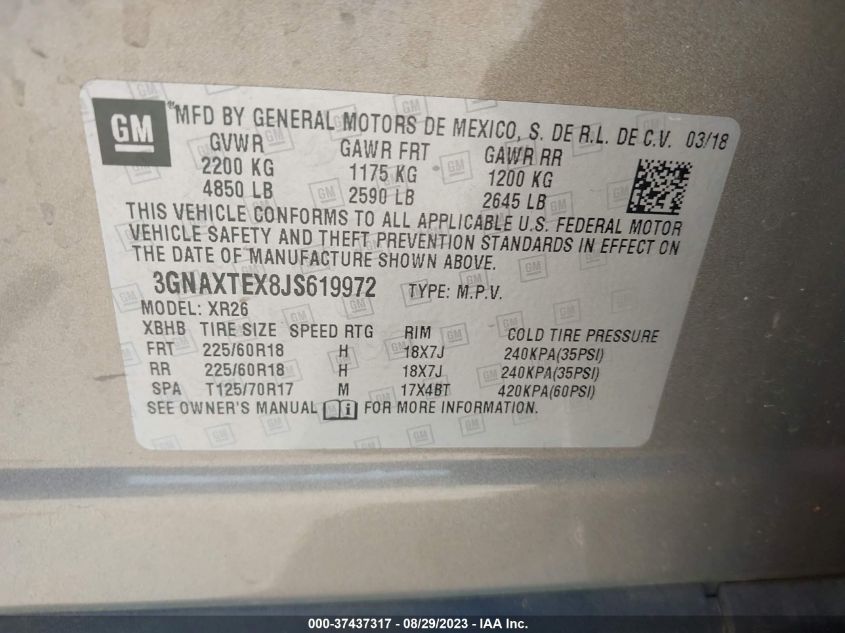 GM MFD BY GENERAL MOTORS DE MEXICO, S. DE R.L. DE C.V. 03/18
GVWR GAWR FRT GAWR RR
2200 KG 1175 KG 1200 KG
4850 LB 2590 LB 2645 LB
THIS VEHICLE CONFORMS TO ALL APPLICABLE U.S. FEDERAL MOTOR
VEHICLE SAFETY AND THEFT PREVENTION STANDARDS IN EFFECT ON
THE DATE OF MANUFACTURE SHOWN ABOVE.
3GNAXTEX8JS619972 TYPE: M.P.V.
MODEL: XR26
XBHB TIRE SIZE SPEED RTG RIM COLD TIRE PRESSURE
FRT 225/60R18 H 18X7J 240KPA(35PSI)
RR 225/60R18 H 18X7J 240KPA(35PSI)
SPA T125/70R17 M 17X4BT 420KPA(60PSI)
SEE OWNER'S MANUAL i FOR MORE INFORMATION.
000-37437317 - 08/29/2023 - IAA Inc.